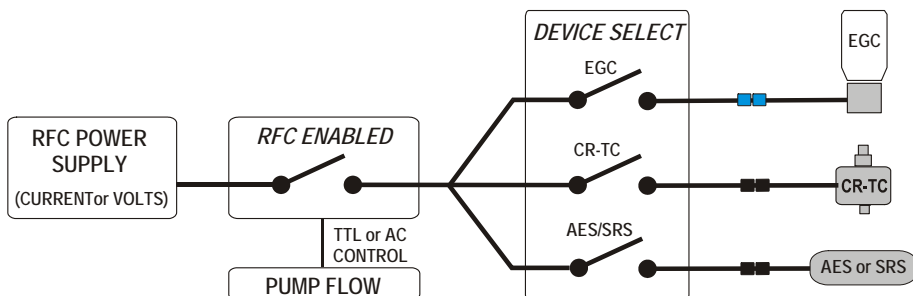 RFC POWER
SUPPLY
(CURRENTor VOLTS)
RFC ENABLED
TTL or AC
CONTROL
PUMP FLOW
DEVICE SELECT
EGC
CR-TC
AES/SRS
EGC
CR-TC
AES or SRS